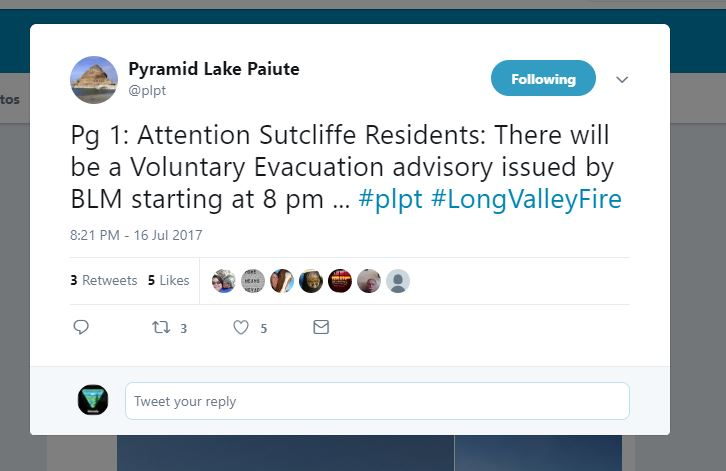 tos
Pyramid Lake Paiute
@plpt
Following
Pg 1: Attention Sutcliffe Residents: There will
be a Voluntary Evacuation advisory issued by
BLM starting at 8 pm ... #plpt #LongValleyFire
8:21 PM - 16 Jul 2017
3 Retweets 5 Likes
3 5
Tweet your reply